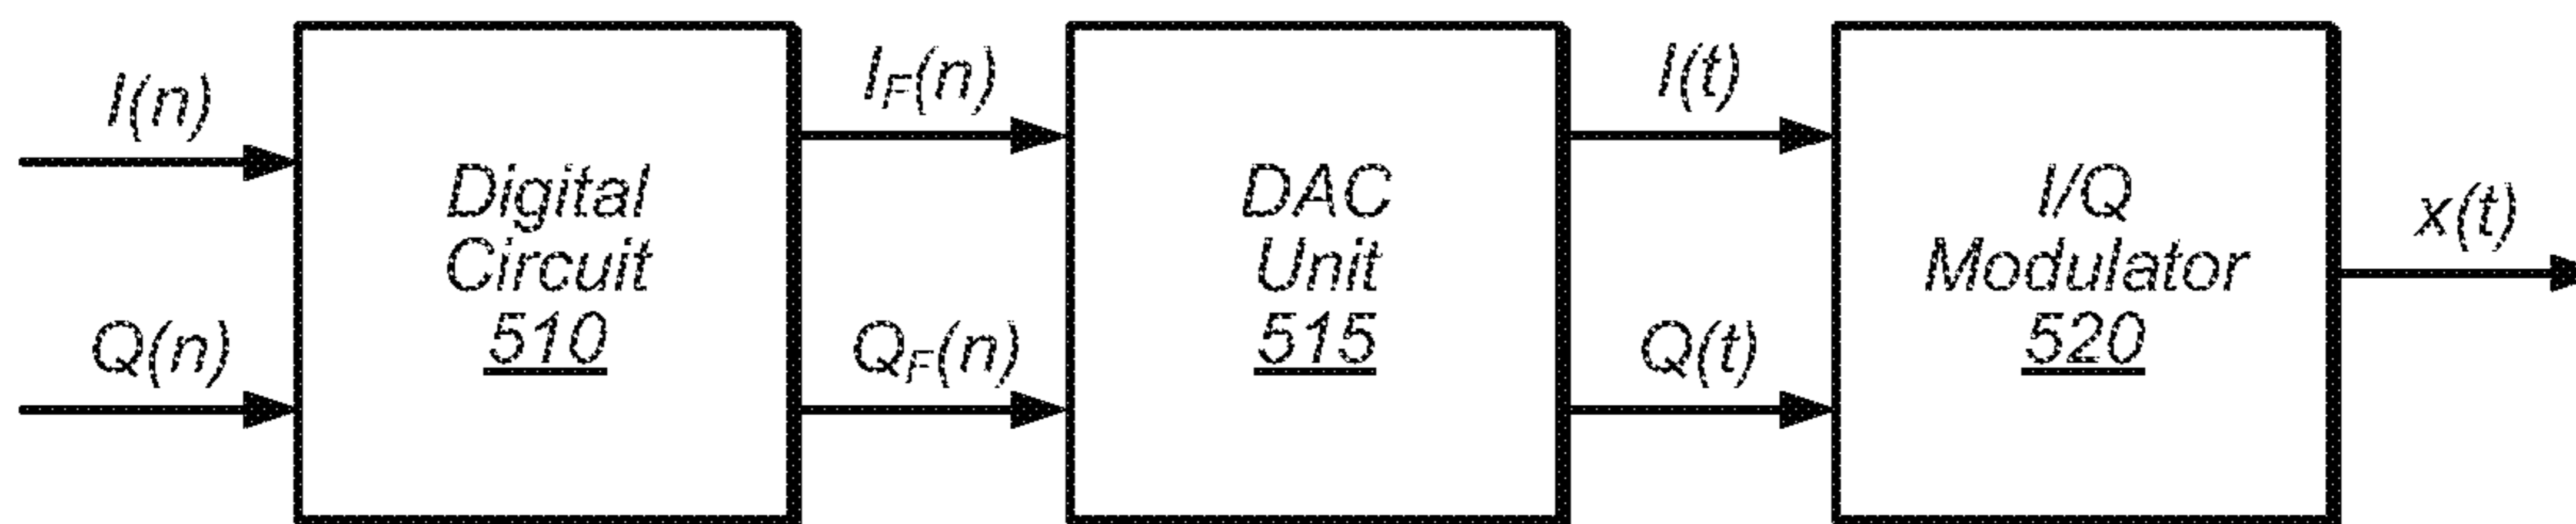 I(n)
Q(n)
Digital
Circuit
510
I_F(n)
Q_F(n)
DAC
Unit
515
I(t)
Q(t)
I/Q
Modulator
520
x(t)